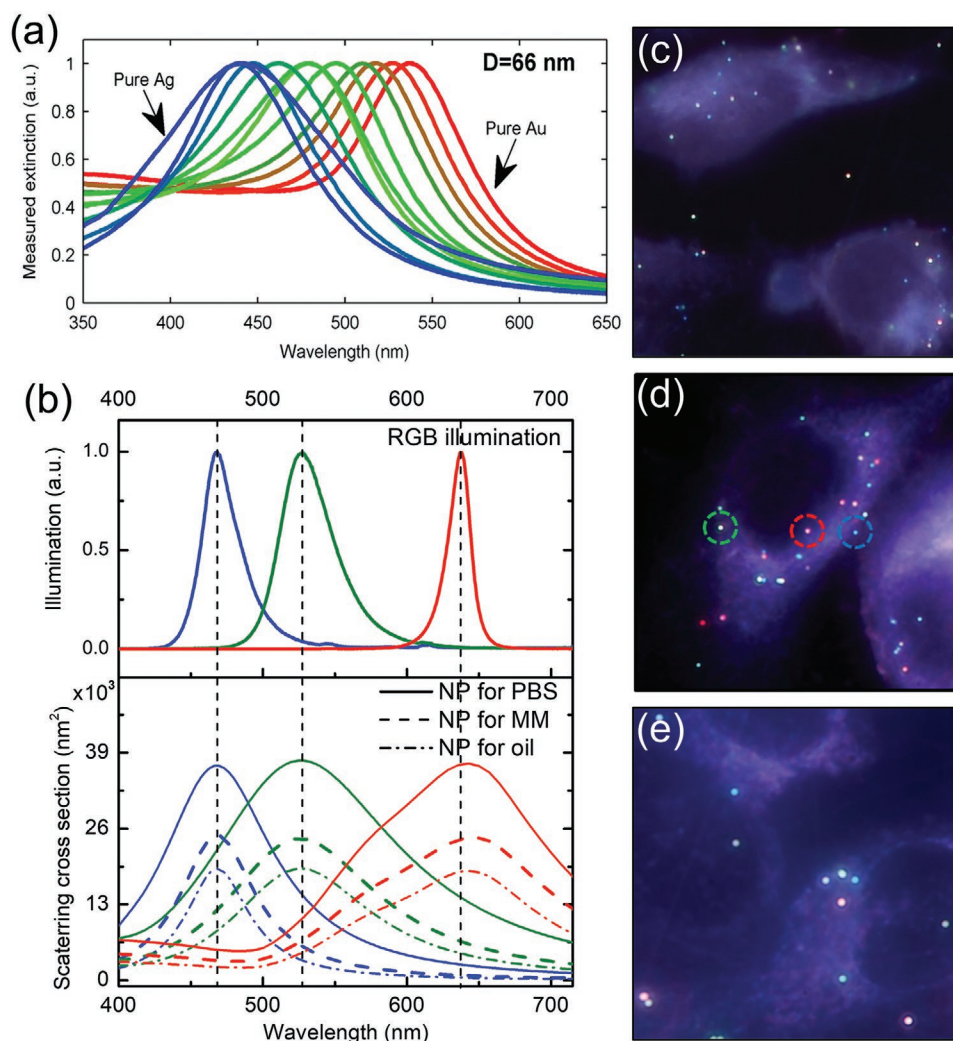 (a)
D=66 nm
Pure Ag
Pure Au
Measured extinction (a.u.)
1
0.8
0.6
0.4
0.2
0
350 400 450 500 550 600 650
Wavelength (nm)
(b)
400 500 600 700
RGB illumination
Illumination (a.u.)
1.0
0.5
0.0
x10³
NP for PBS
NP for MM
NP for oil
Scaterring cross section (nm²)
39
26
13
0
400 500 600 700
Wavelength (nm)
(c)
(d)
(e)